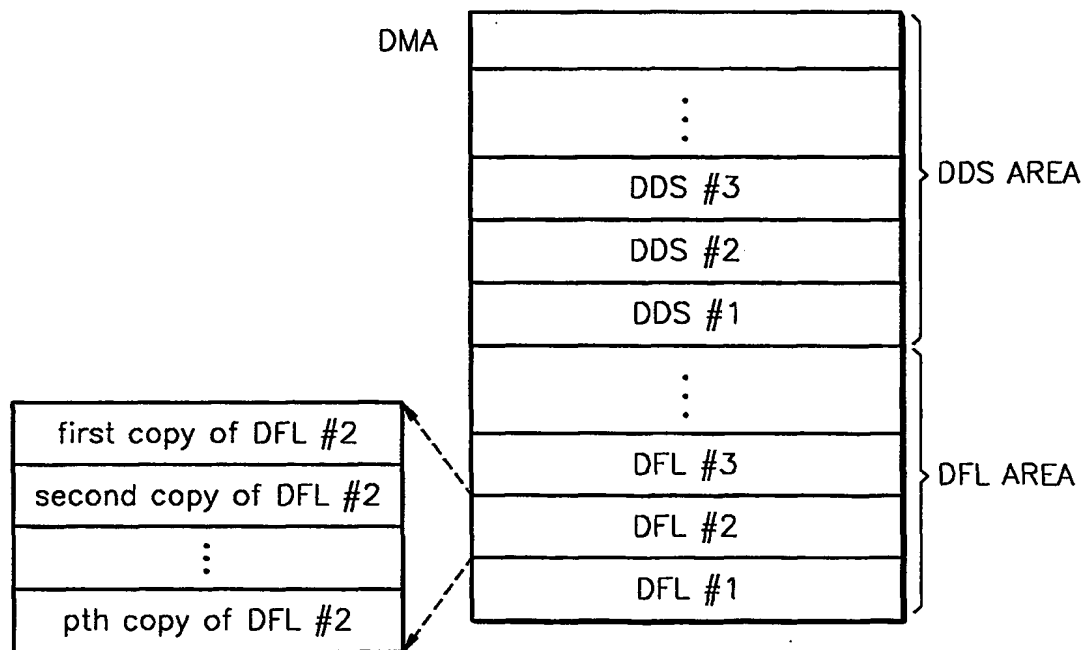 DMA
DDS #3
DDS #2
DDS #1
DDS AREA
DFL #3
DFL #2
DFL #1
DFL AREA
first copy of DFL #2
second copy of DFL #2
pth copy of DFL #2